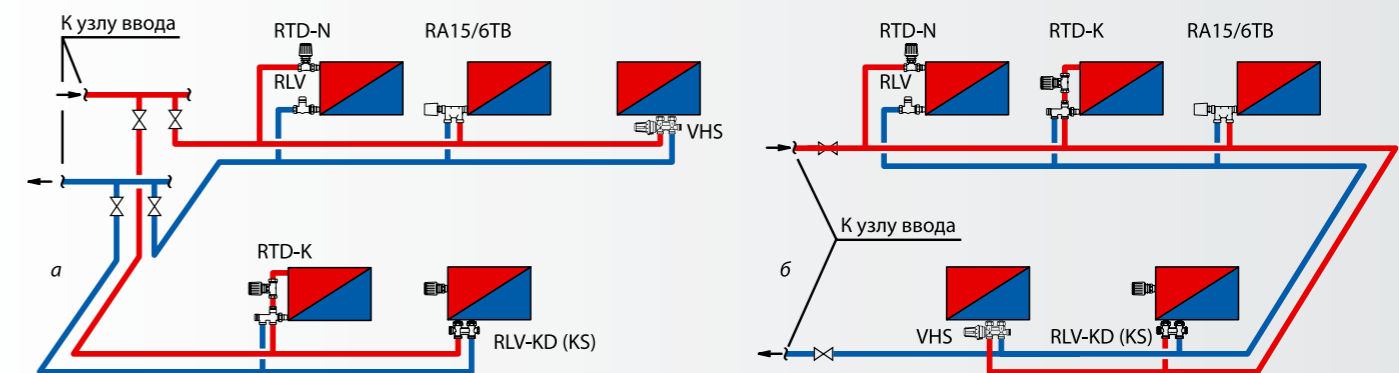 К узлу ввода
RTD-N
RA15/6TB
RLV
VHS
а
RTD-K
RLV-KD (KS)
RTD-N
RTD-K
RA15/6TB
RLV
К узлу ввода
б
VHS
RLV-KD (KS)